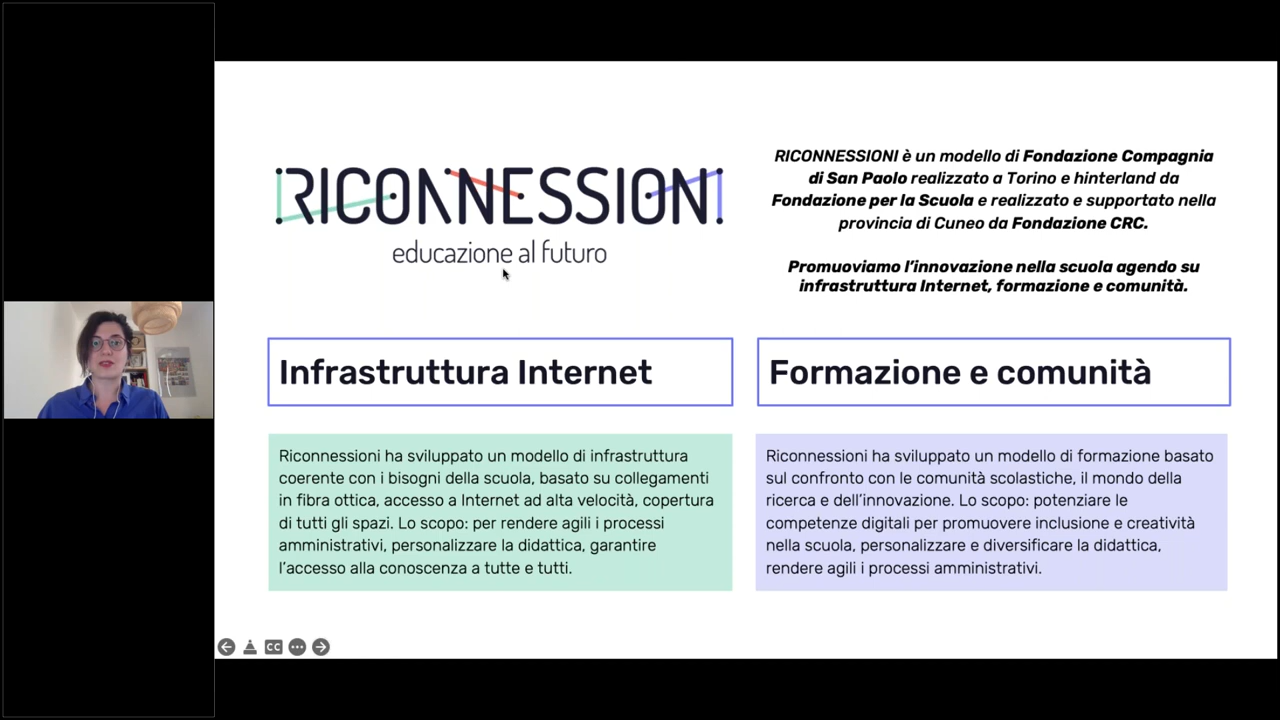 RICONNESSIONI
educazione al futuro
RICONNESSIONI è un modello di Fondazione Compagnia
di San Paolo realizzato a Torino e hinterland da
Fondazione per la Scuola e realizzato e supportato nella
provincia di Cuneo da Fondazione CRC.
Promuoviamo l’innovazione nella scuola agendo su
infrastruttura Internet, formazione e comunità.
Infrastruttura Internet
Riconnessioni ha sviluppato un modello di infrastruttura
coerente con i bisogni della scuola, basato su collegamenti
in fibra ottica, accesso a Internet ad alta velocità, copertura
di tutti gli spazi. Lo scopo: per rendere agili i processi
amministrativi, personalizzare la didattica, garantire
l’accesso alla conoscenza a tutte e tutti.
Formazione e comunità
Riconnessioni ha sviluppato un modello di formazione basato
sul confronto con le comunità scolastiche, il mondo della
ricerca e dell’innovazione. Lo scopo: potenziare le
competenze digitali per promuovere inclusione e creatività
nella scuola, personalizzare e diversificare la didattica,
rendere agili i processi amministrativi.
CC